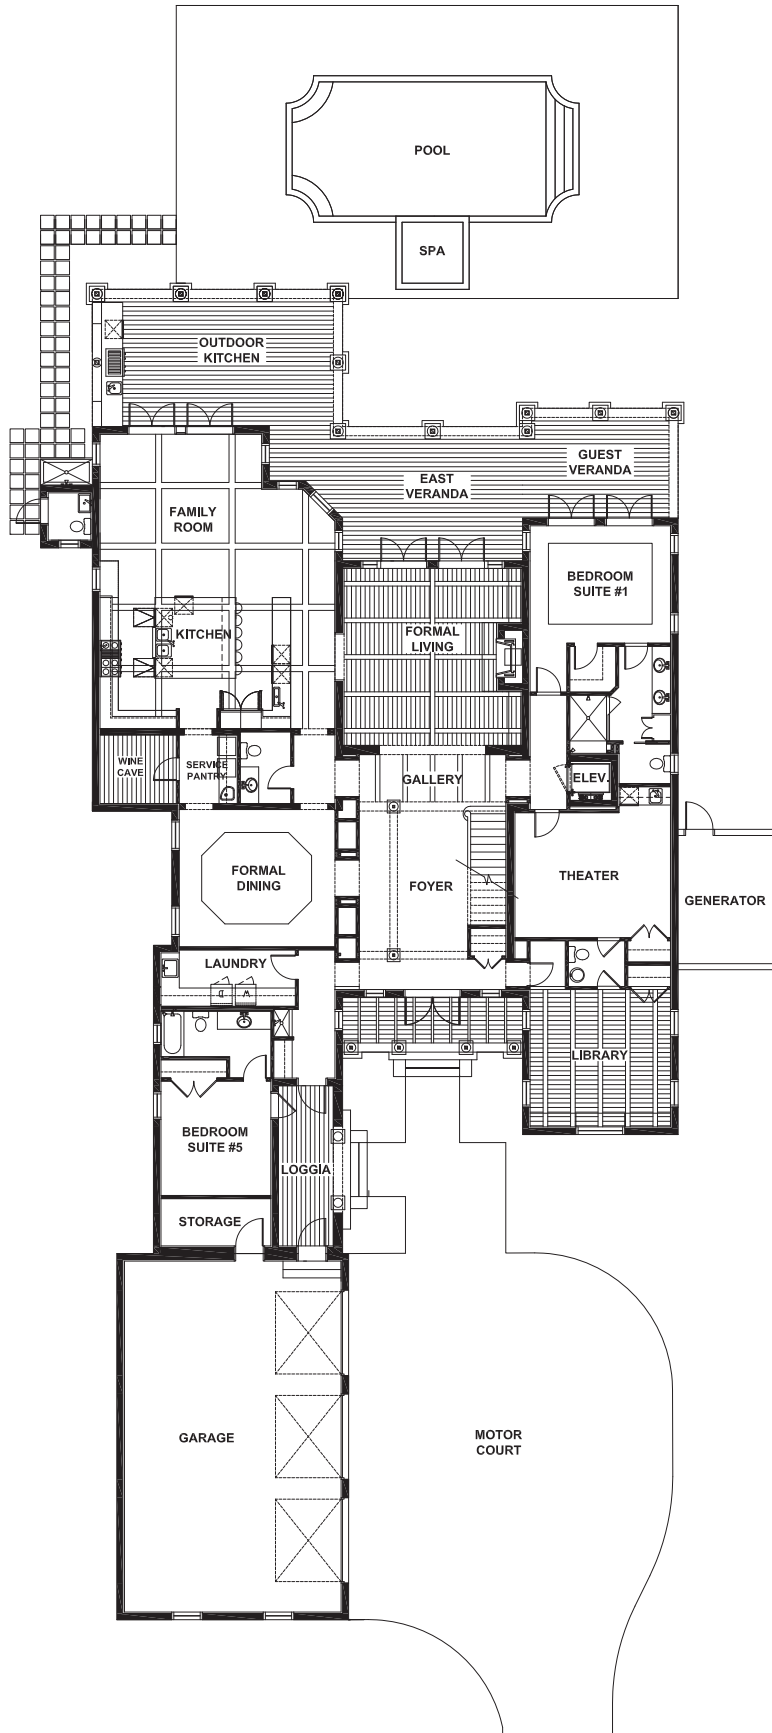 POOL
SPA
OUTDOOR
KITCHEN
GUEST
VERANDA
EAST
VERANDA
FAMILY
ROOM
BEDROOM
SUITE #1
KITCHEN
FORMAL
LIVING
WINE
CAVE
SERVICE
PANTRY
GALLERY
ELEV.
FORMAL
DINING
FOYER
THEATER
GENERATOR
LAUNDRY
D
W
LIBRARY
BEDROOM
SUITE #5
LOGGIA
STORAGE
GARAGE
MOTOR
COURT